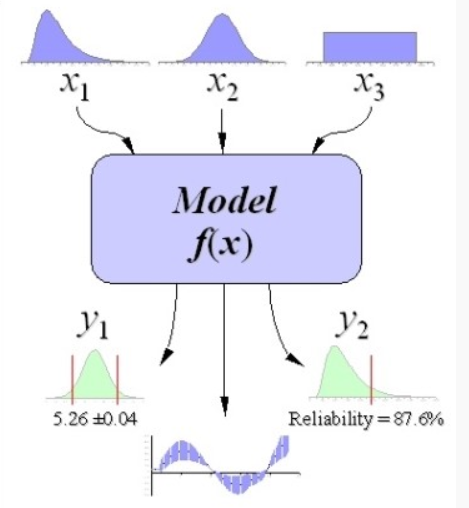 x₁ x₂ x₃
Model
f(x)
y₁ y₂
5.26 ±0.04 Reliability = 87.6%